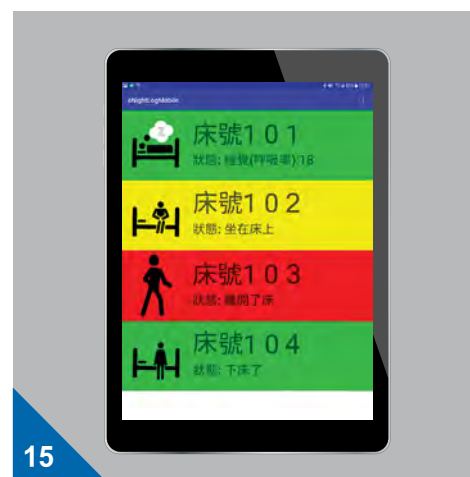 eNightLogMobile
床號1 0 1
狀態: 睡覺(呼吸率):18
床號1 0 2
狀態: 坐在床上
床號1 0 3
狀態: 離開了床
床號1 0 4
狀態: 下床了
15